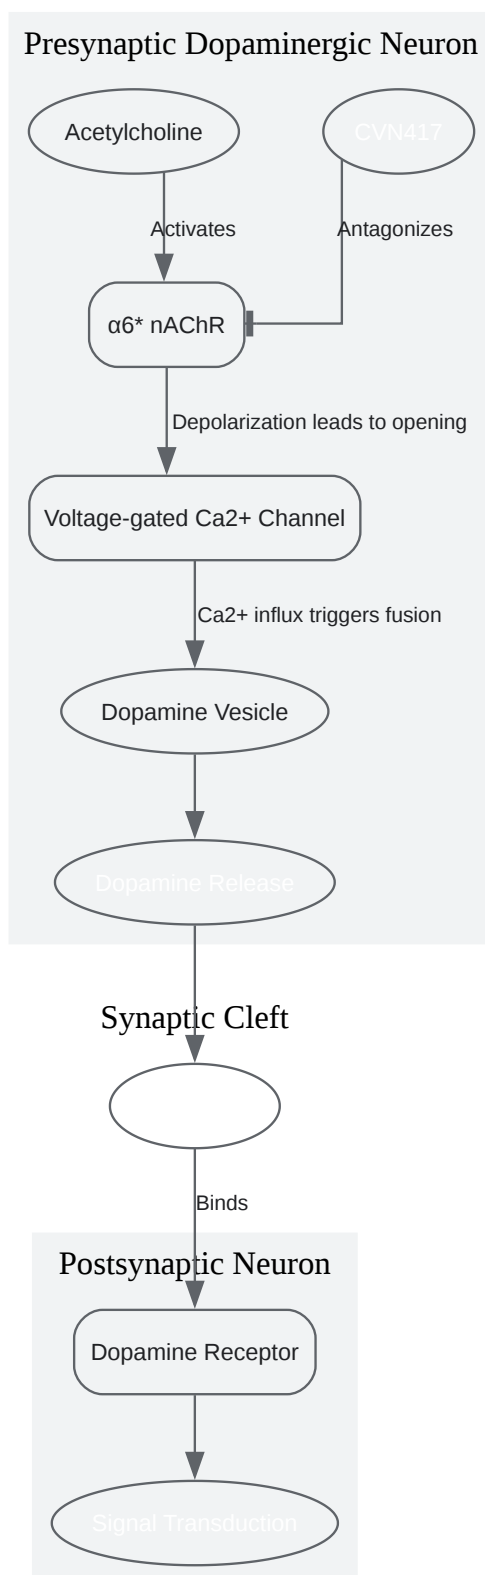 Presynaptic Dopaminergic Neuron
Acetylcholine
CVN417
Activates
Antagonizes
α6* nAChR
Depolarization leads to opening
Voltage-gated Ca2+ Channel
Ca2+ influx triggers fusion
Dopamine Vesicle
Dopamine Release
Synaptic Cleft
Binds
Postsynaptic Neuron
Dopamine Receptor
Signal Transduction